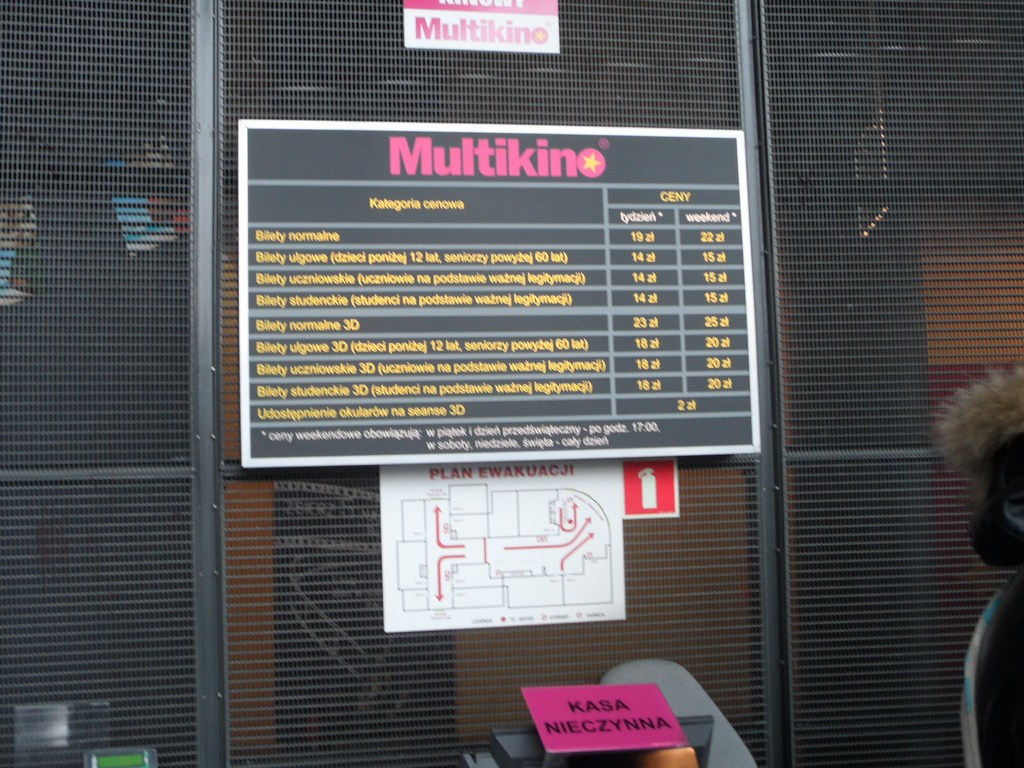 KINOWY
Multikino
Multikino®
Kategoria cenowa CENY
tydzień * weekend *
Bilety normalne 19 zł 22 zł
Bilety ulgowe (dzieci poniżej 12 lat, seniorzy powyżej 60 lat) 14 zł 15 zł
Bilety uczniowskie (uczniowie na podstawie ważnej legitymacji) 14 zł 15 zł
Bilety studenckie (studenci na podstawie ważnej legitymacji) 14 zł 15 zł
Bilety normalne 3D 23 zł 25 zł
Bilety ulgowe 3D (dzieci poniżej 12 lat, seniorzy powyżej 60 lat) 18 zł 20 zł
Bilety uczniowskie 3D (uczniowie na podstawie ważnej legitymacji) 18 zł 20 zł
Bilety studenckie 3D (studenci na podstawie ważnej legitymacji) 18 zł 20 zł
Udostępnienie okularów na seanse 3D 2 zł
* ceny weekendowe obowiązują: w piątek i dzień przedświąteczny - po godz. 17:00,
w soboty, niedziele, święta - cały dzień
PLAN EWAKUACJI
KASA
NIECZYNNA